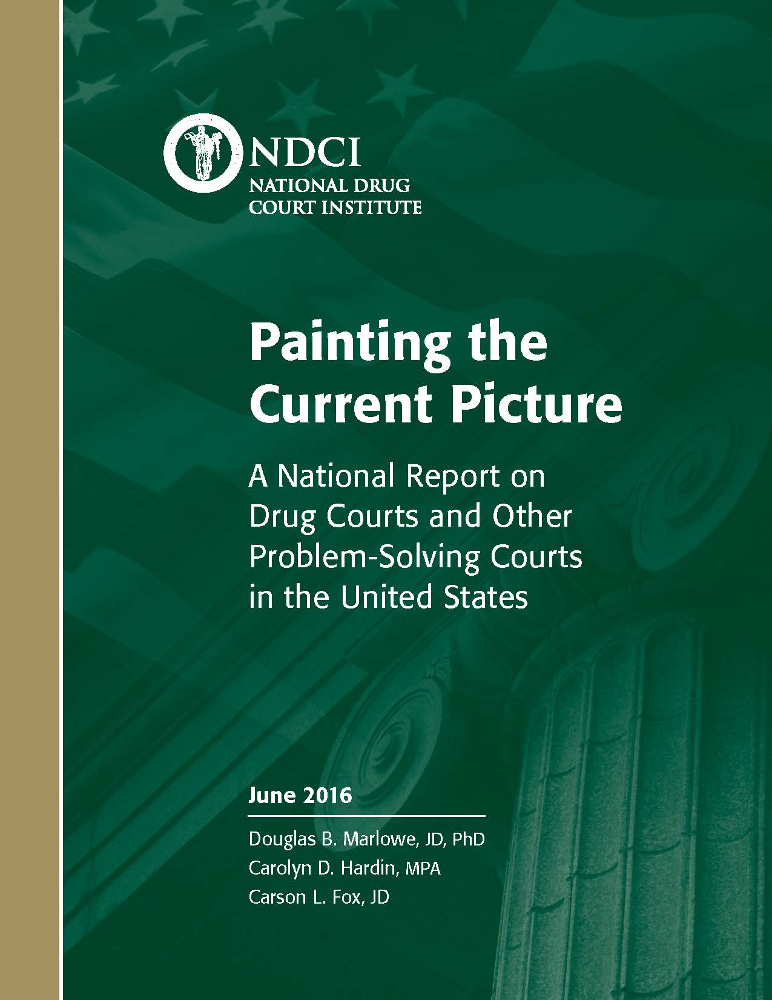 NDCI
NATIONAL DRUG
COURT INSTITUTE
Painting the
Current Picture
A National Report on
Drug Courts and Other
Problem-Solving Courts
in the United States
June 2016
Douglas B. Marlowe, JD, PhD
Carolyn D. Hardin, MPA
Carson L. Fox, JD